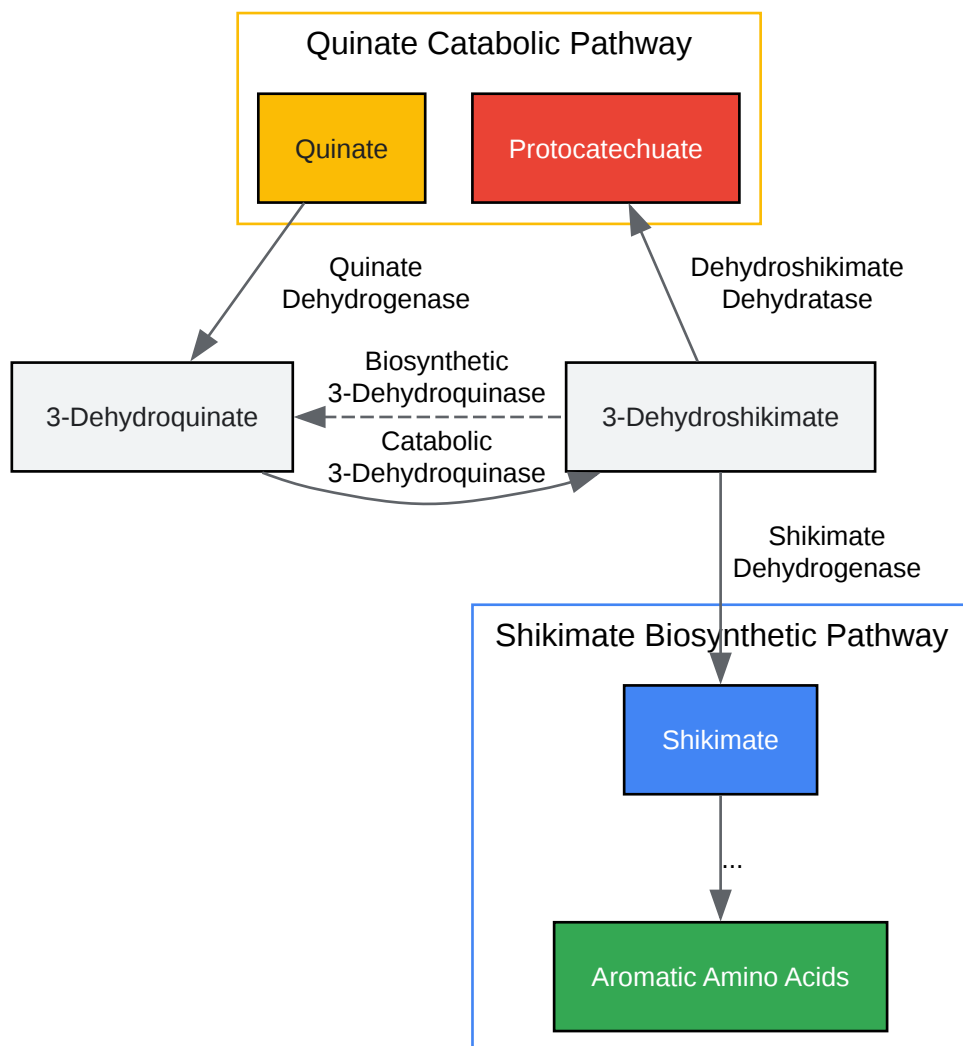 Quinate Catabolic Pathway
Quinate
Protocatechuate
Quinate
Dehydrogenase
Dehydroshikimate
Dehydratase
3-Dehydroquinate
Biosynthetic
3-Dehydroquinase
Catabolic
3-Dehydroquinase
3-Dehydroshikimate
Shikimate
Dehydrogenase
Shikimate Biosynthetic Pathway
Shikimate
...
Aromatic Amino Acids